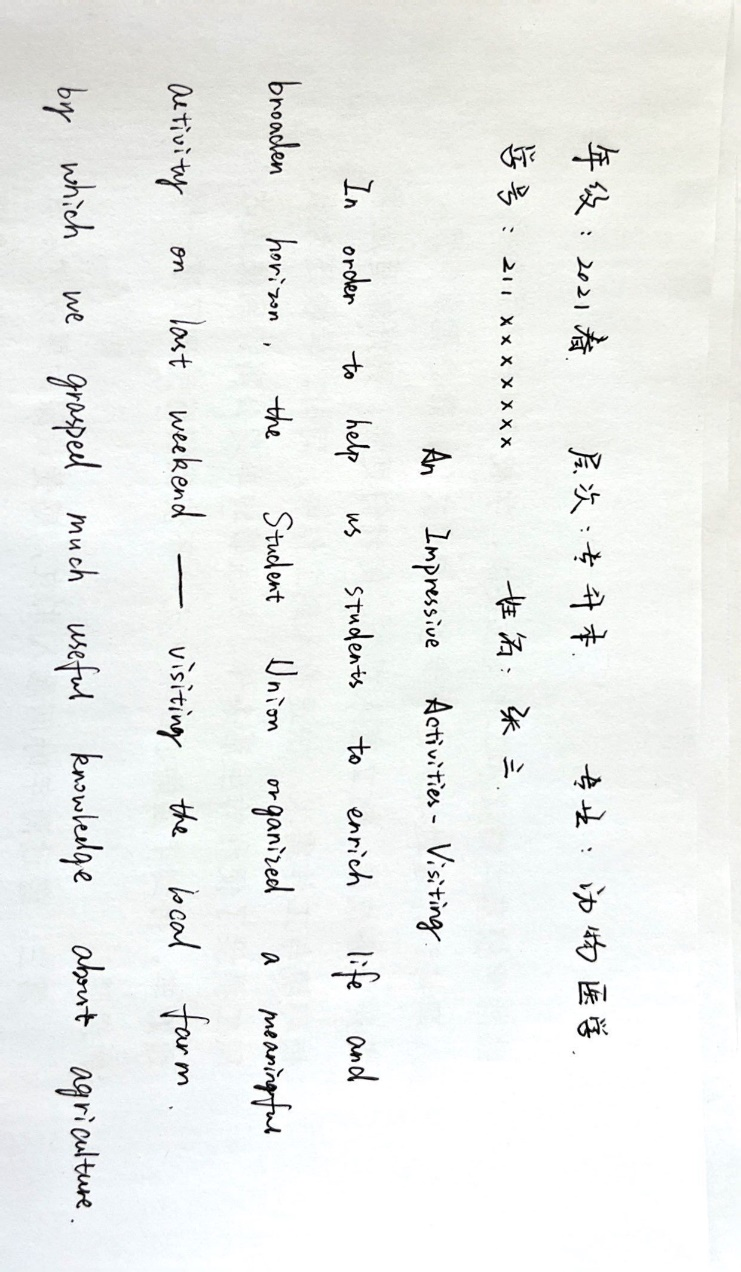 年级：2021春 层次：专升本 专业：动物医学.
学号：211×××××××× 姓名：张三.
An Impressive Activities - Visiting
In order to help us students to enrich life and
broaden horizon, the Student Union organized a meaningful
activity on last weekend — visiting the local farm.
by which we grasped much useful knowledge about agriculture.